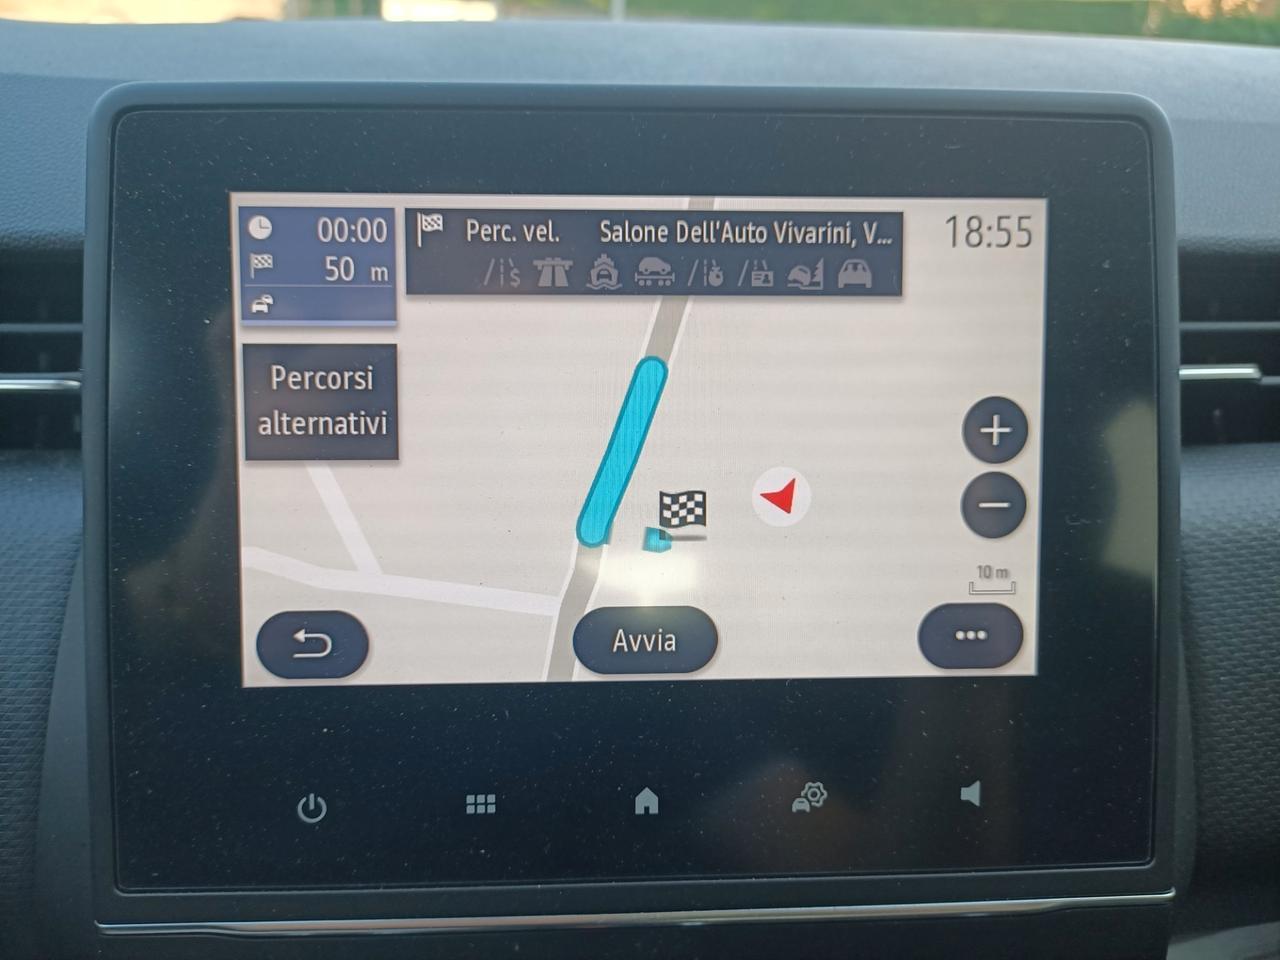 00:00
50 m
Perc. vel. Salone Dell'Auto Vivarini, V...
18:55
Percorsi
alternativi
10 m
Avvia